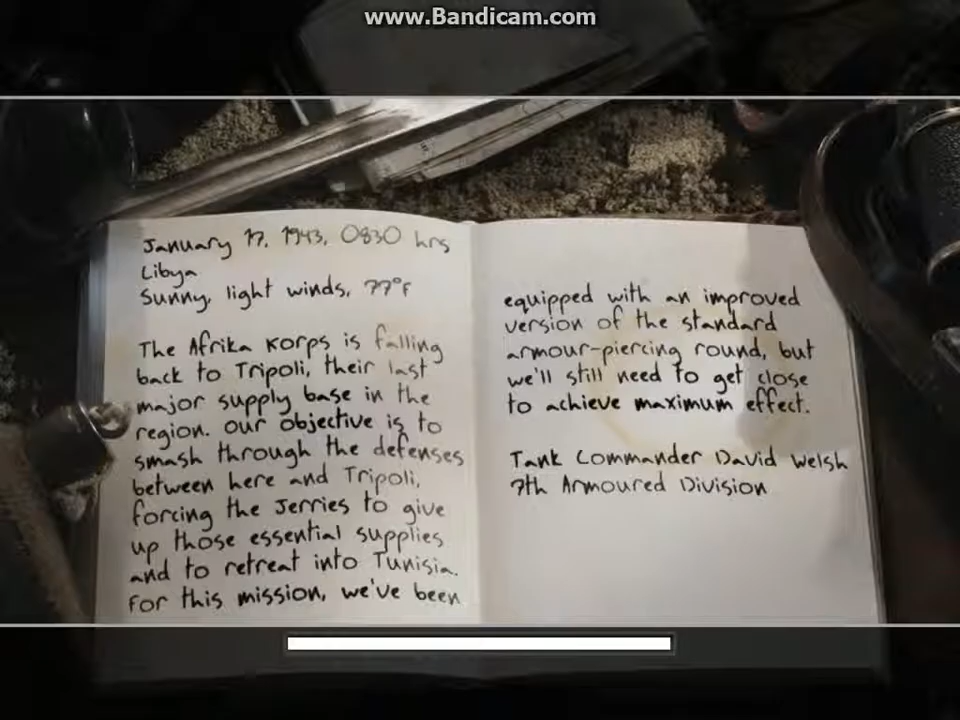 www.Bandicam.com
January 17, 1943, 0830 hrs
Libya
Sunny, light winds, 77°F
The Afrika Korps is falling
back to Tripoli, their last
major supply base in the
region. Our objective is to
smash through the defenses
between here and Tripoli,
forcing the Jerries to give
up those essential supplies
and to retreat into Tunisia.
For this mission, we've been
equipped with an improved
version of the standard
armour-piercing round, but
we'll still need to get close
to achieve maximum effect.
Tank Commander David Welsh
7th Armoured Division